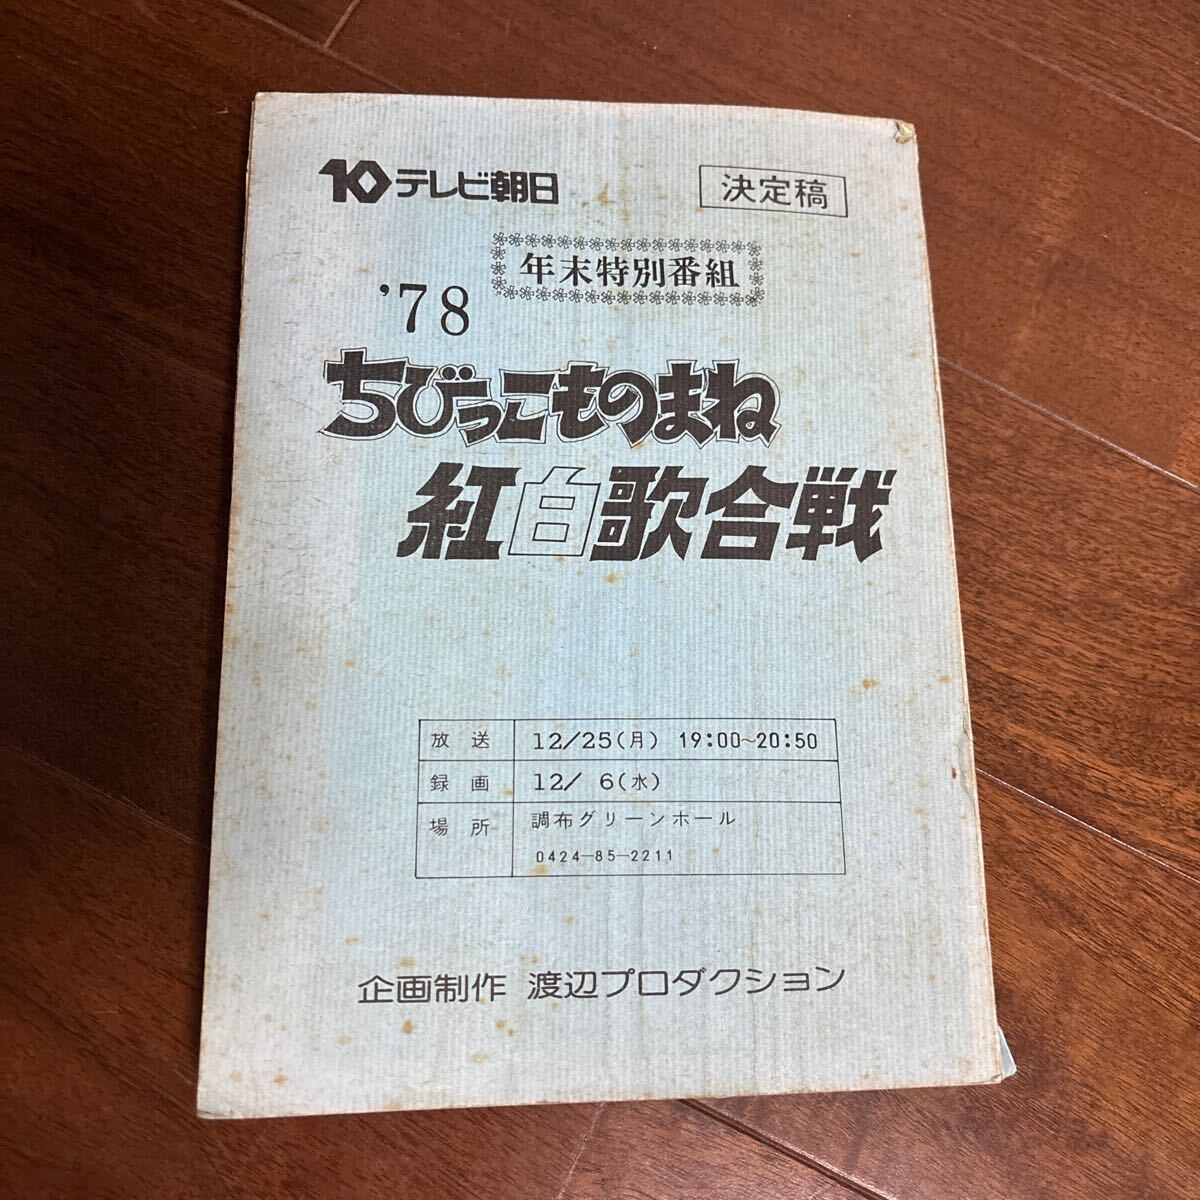 10テレビ朝日
決定稿
年末特別番組
'78
ちびっこものまね
紅白歌合戦
放送 12/25(月) 19:00~20:50
録画 12/ 6(水)
場所 調布グリーンホール
0424-85-2211
企画制作 渡辺プロダクション